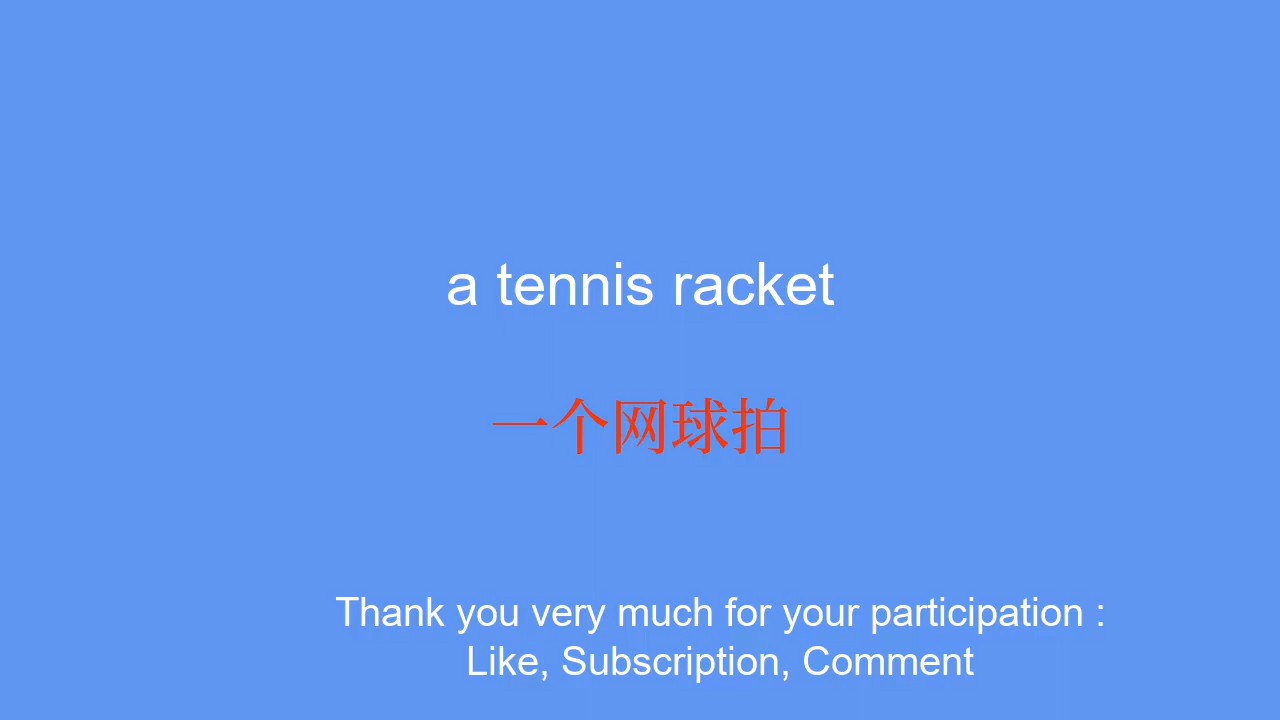 a tennis racket
一个网球拍
Thank you very much for your participation :
Like, Subscription, Comment